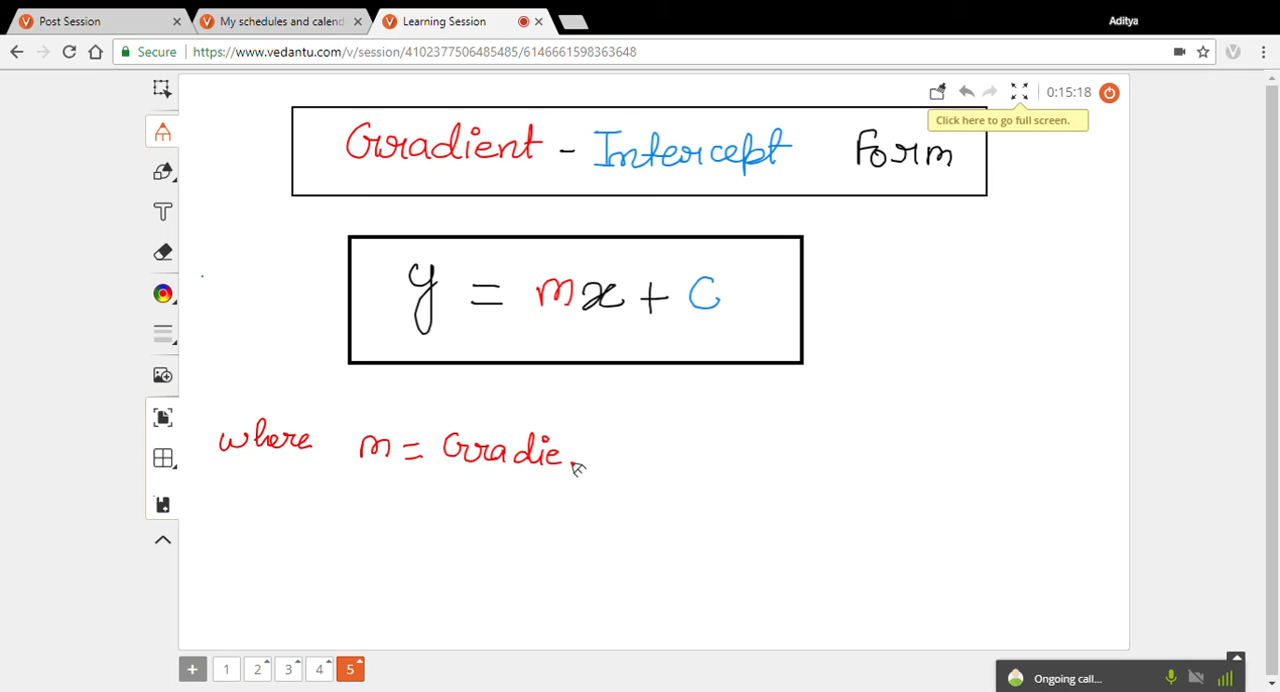 Post Session
My schedules and calend
Learning Session
Aditya
Secure
https://www.vedantu.com/v/session/4102377506485485/6146661598363648
0:15:18
Click here to go full screen.
Gradient - Intercept Form
y = mx + c
where m = Gradie
+ 1 2 3 4 5
Ongoing call...